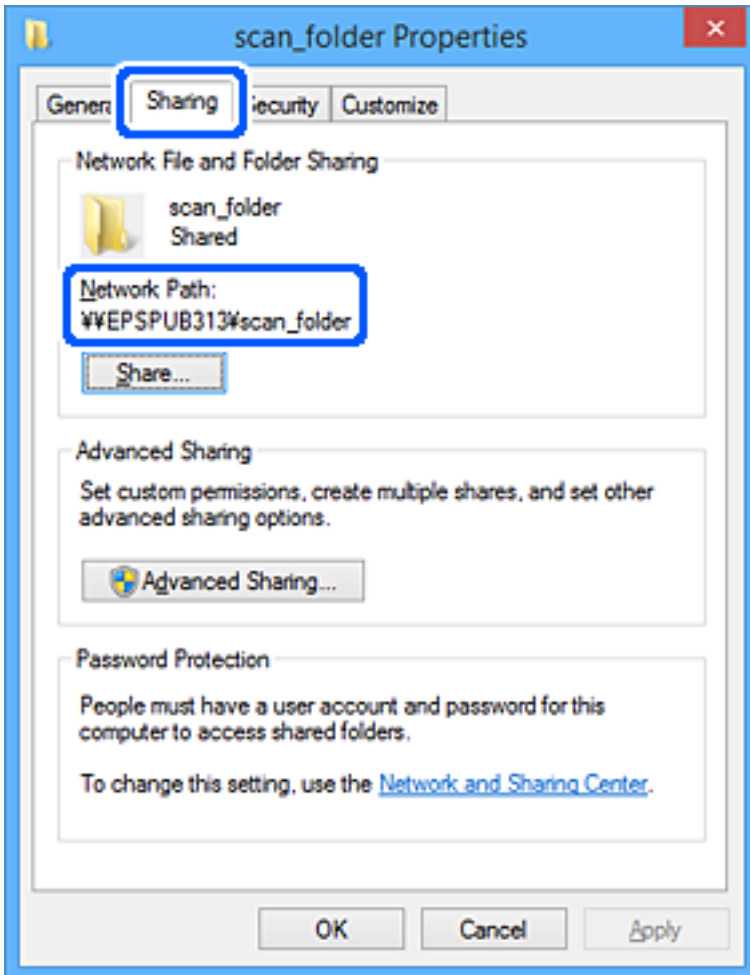 scan_folder Properties
General Sharing Security Customize
Network File and Folder Sharing
scan_folder
Shared
Network Path:
¥¥EPSPUB313¥scan_folder
Share...
Advanced Sharing
Set custom permissions, create multiple shares, and set other
advanced sharing options.
Advanced Sharing...
Password Protection
People must have a user account and password for this
computer to access shared folders.
To change this setting, use the Network and Sharing Center.
OK Cancel Apply